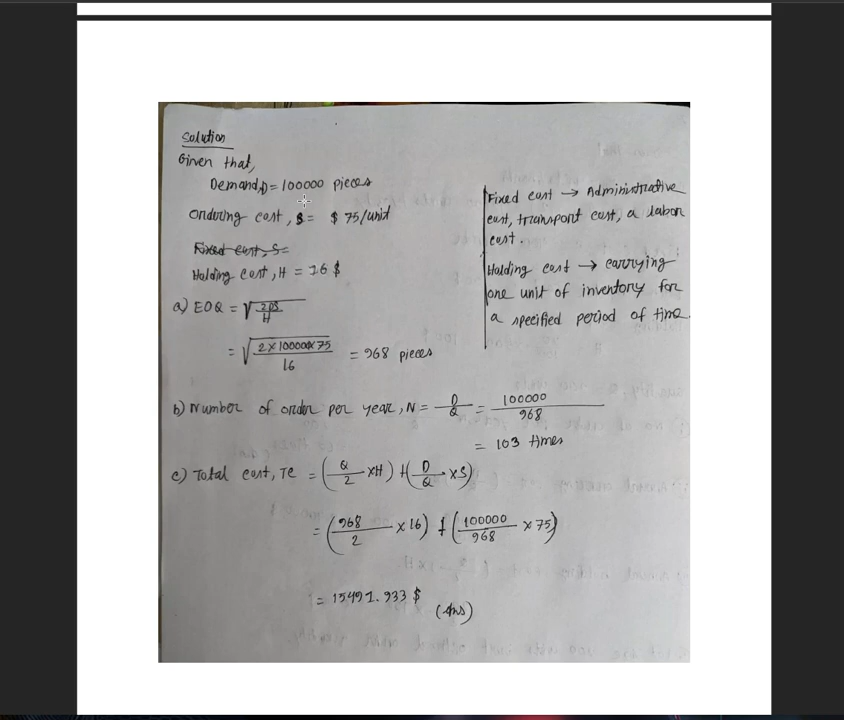 Solution
Given that,
Demand, D = 100000 pieces
Ordering cost, S = $ 75/unit
Fixed cost, S=
Holding cost, H = 16 $
a) EOQ = √(2DS/H)
= √(2×100000×75/16) = 968 pieces
b) Number of order per year, N = D/Q = 100000/968
= 103 times
c) Total cost, TC = (Q/2 ×H) + (D/Q ×S)
= (968/2 × 16) + (100000/968 × 75)
= 15491.933 $
(Ans)
Fixed cost → Administrative
cost, transport cost, a labor
cost.
Holding cost → carrying
one unit of inventory for
a specified period of time.